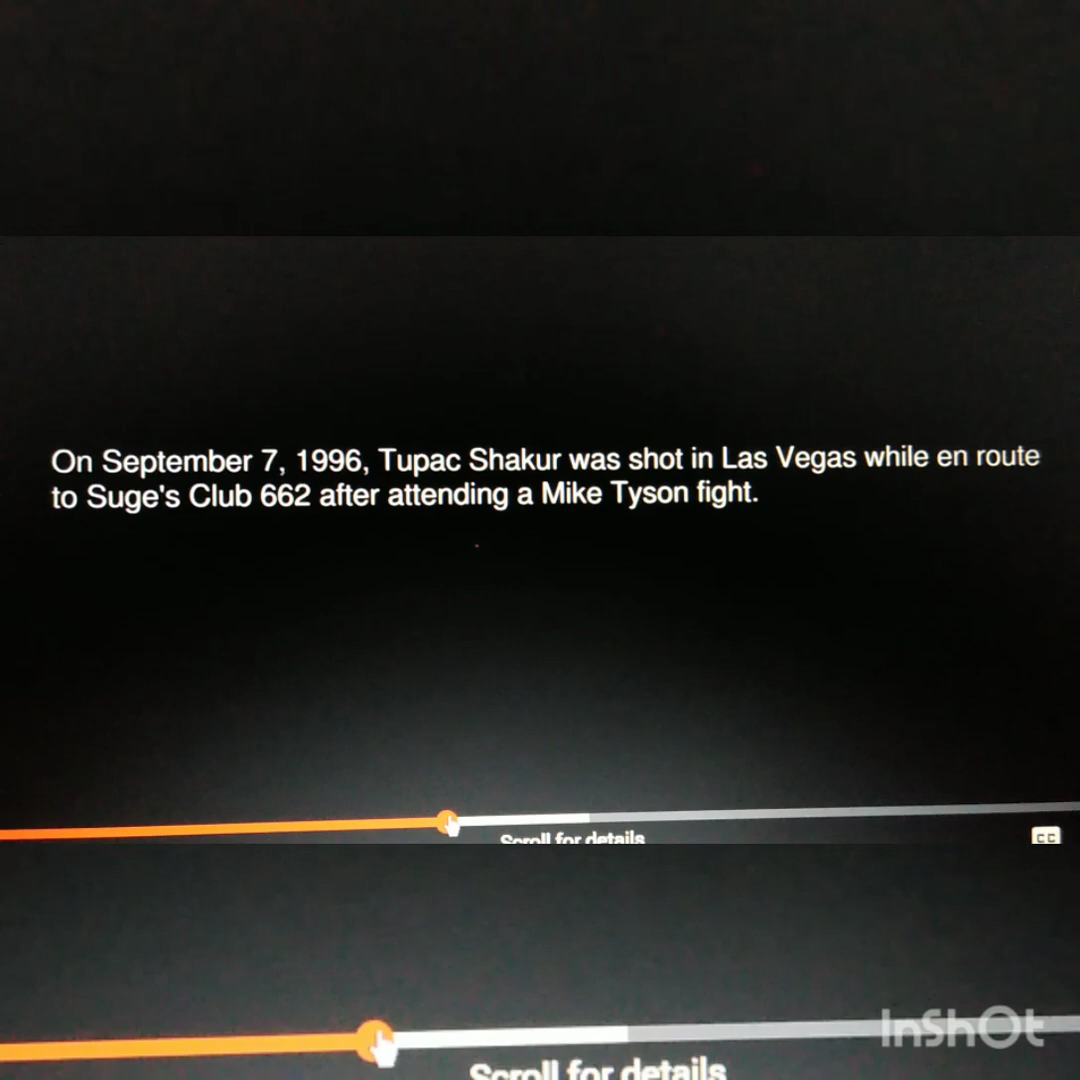 On September 7, 1996, Tupac Shakur was shot in Las Vegas while en route
to Suge's Club 662 after attending a Mike Tyson fight.
Scroll for details
CC
InShOt
Scroll for details